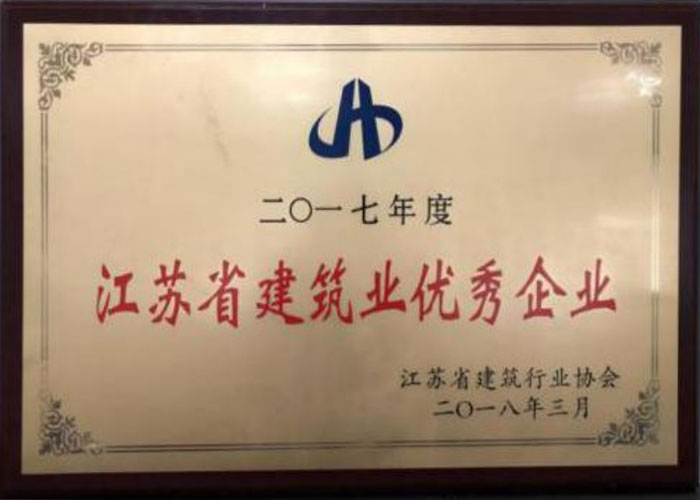 二〇一七年度
江苏省建筑业优秀企业
江苏省建筑行业协会
二〇一八年三月